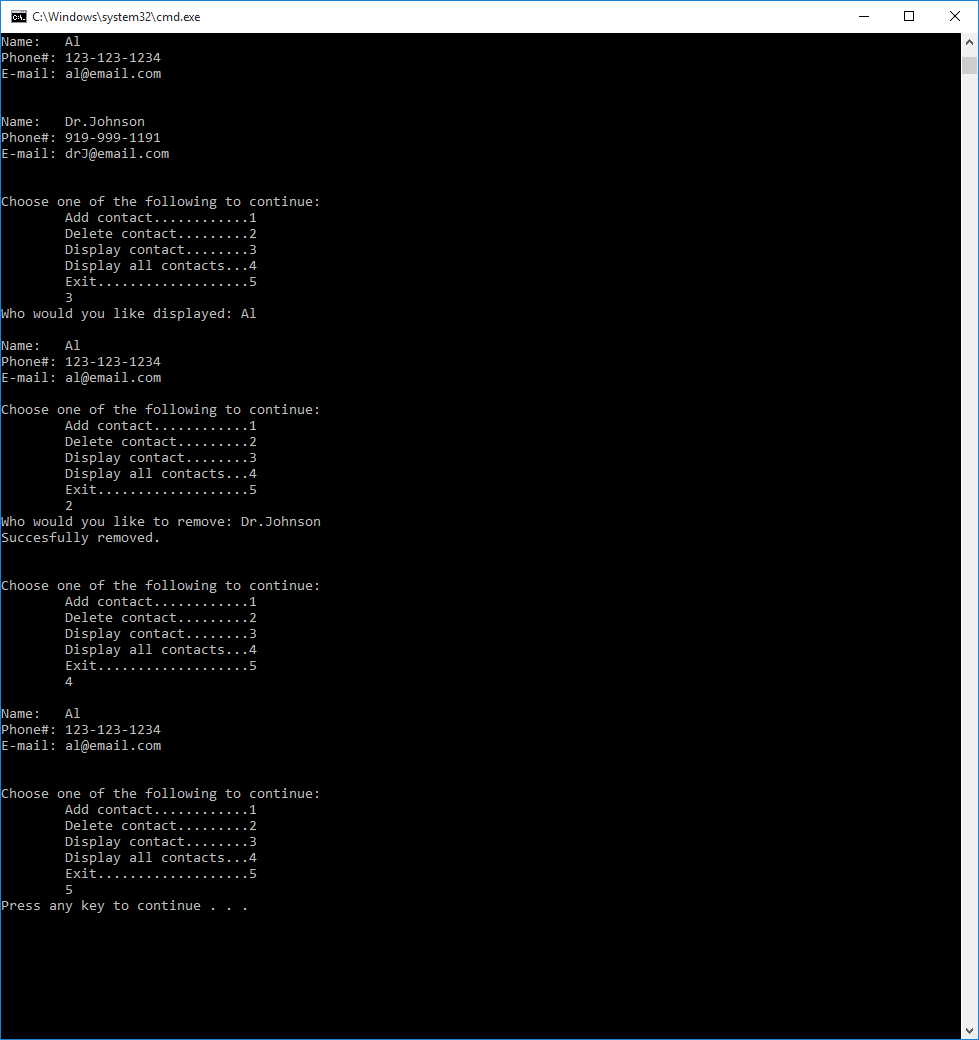 C:\Windows\system32\cmd.exe
Name:   Al
Phone#: 123-123-1234
E-mail: al@email.com
Name:   Dr.Johnson
Phone#: 919-999-1191
E-mail: drJ@email.com
Choose one of the following to continue:
Add contact............1
Delete contact.........2
Display contact........3
Display all contacts...4
Exit...................5
3
Who would you like displayed: Al
Name:   Al
Phone#: 123-123-1234
E-mail: al@email.com
Choose one of the following to continue:
Add contact............1
Delete contact.........2
Display contact........3
Display all contacts...4
Exit...................5
2
Who would you like to remove: Dr.Johnson
Succesfully removed.
Choose one of the following to continue:
Add contact............1
Delete contact.........2
Display contact........3
Display all contacts...4
Exit...................5
4
Name:   Al
Phone#: 123-123-1234
E-mail: al@email.com
Choose one of the following to continue:
Add contact............1
Delete contact.........2
Display contact........3
Display all contacts...4
Exit...................5
5
Press any key to continue . . .